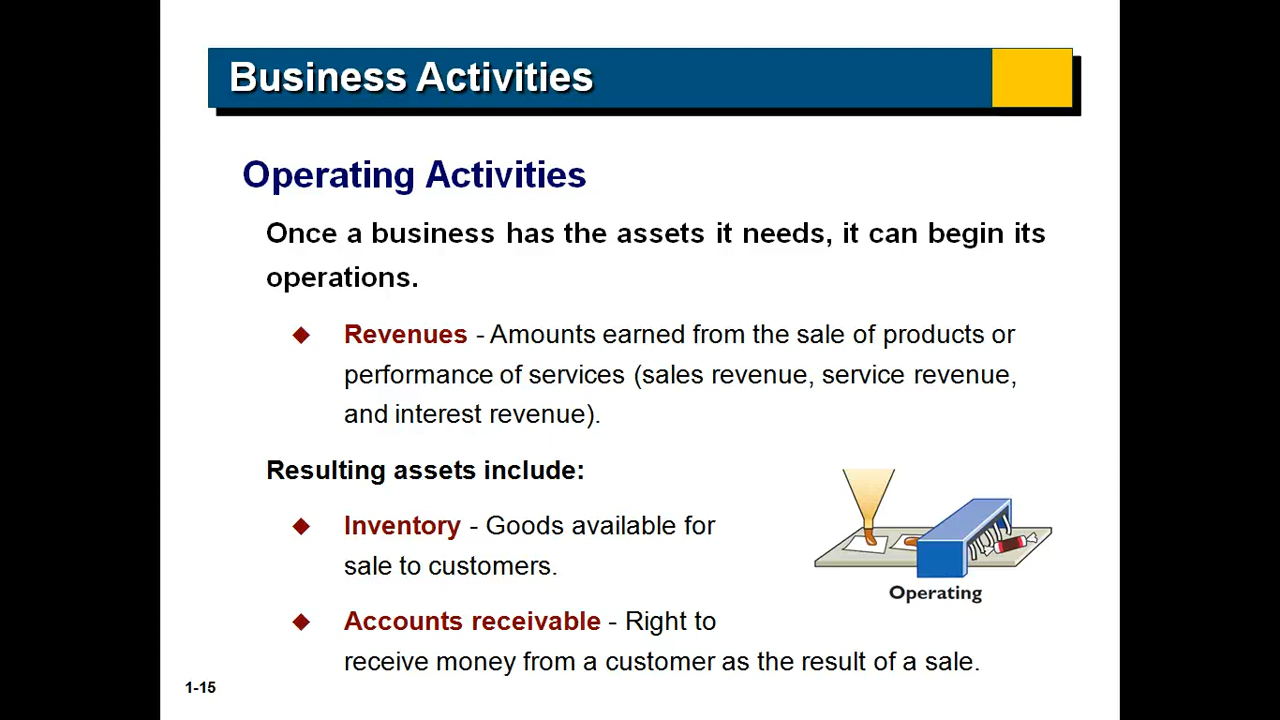 Business Activities
Operating Activities
Once a business has the assets it needs, it can begin its
operations.
Revenues - Amounts earned from the sale of products or
performance of services (sales revenue, service revenue,
and interest revenue).
Resulting assets include:
Inventory - Goods available for
sale to customers.
Operating
Accounts receivable - Right to
receive money from a customer as the result of a sale.
1-15